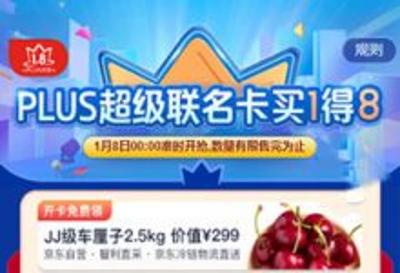 1.8
规则
PLUS超级联名卡买1得8
1月8日00:00准时开抢,数量有限售完为止
开卡免费领
JJ级车厘子2.5kg 价值¥299
京东自营·智利直采·京东冷链物流直送